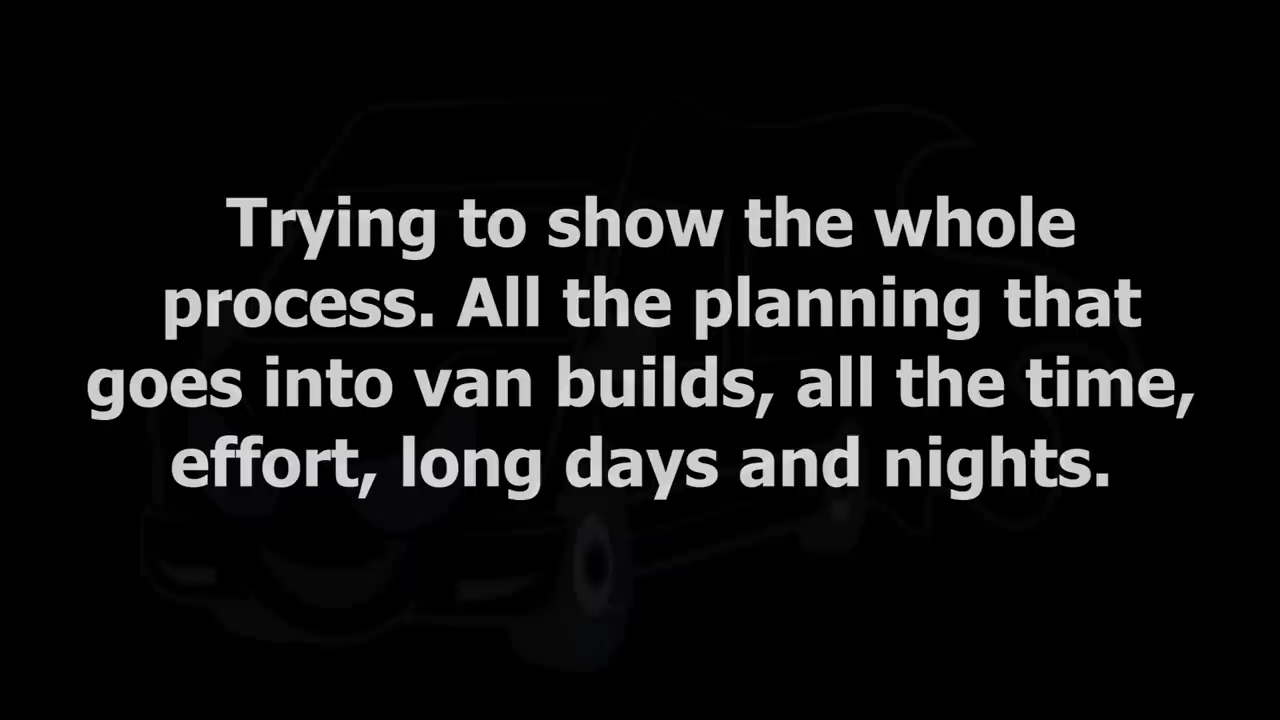 Trying to show the whole
process. All the planning that
goes into van builds, all the time,
effort, long days and nights.